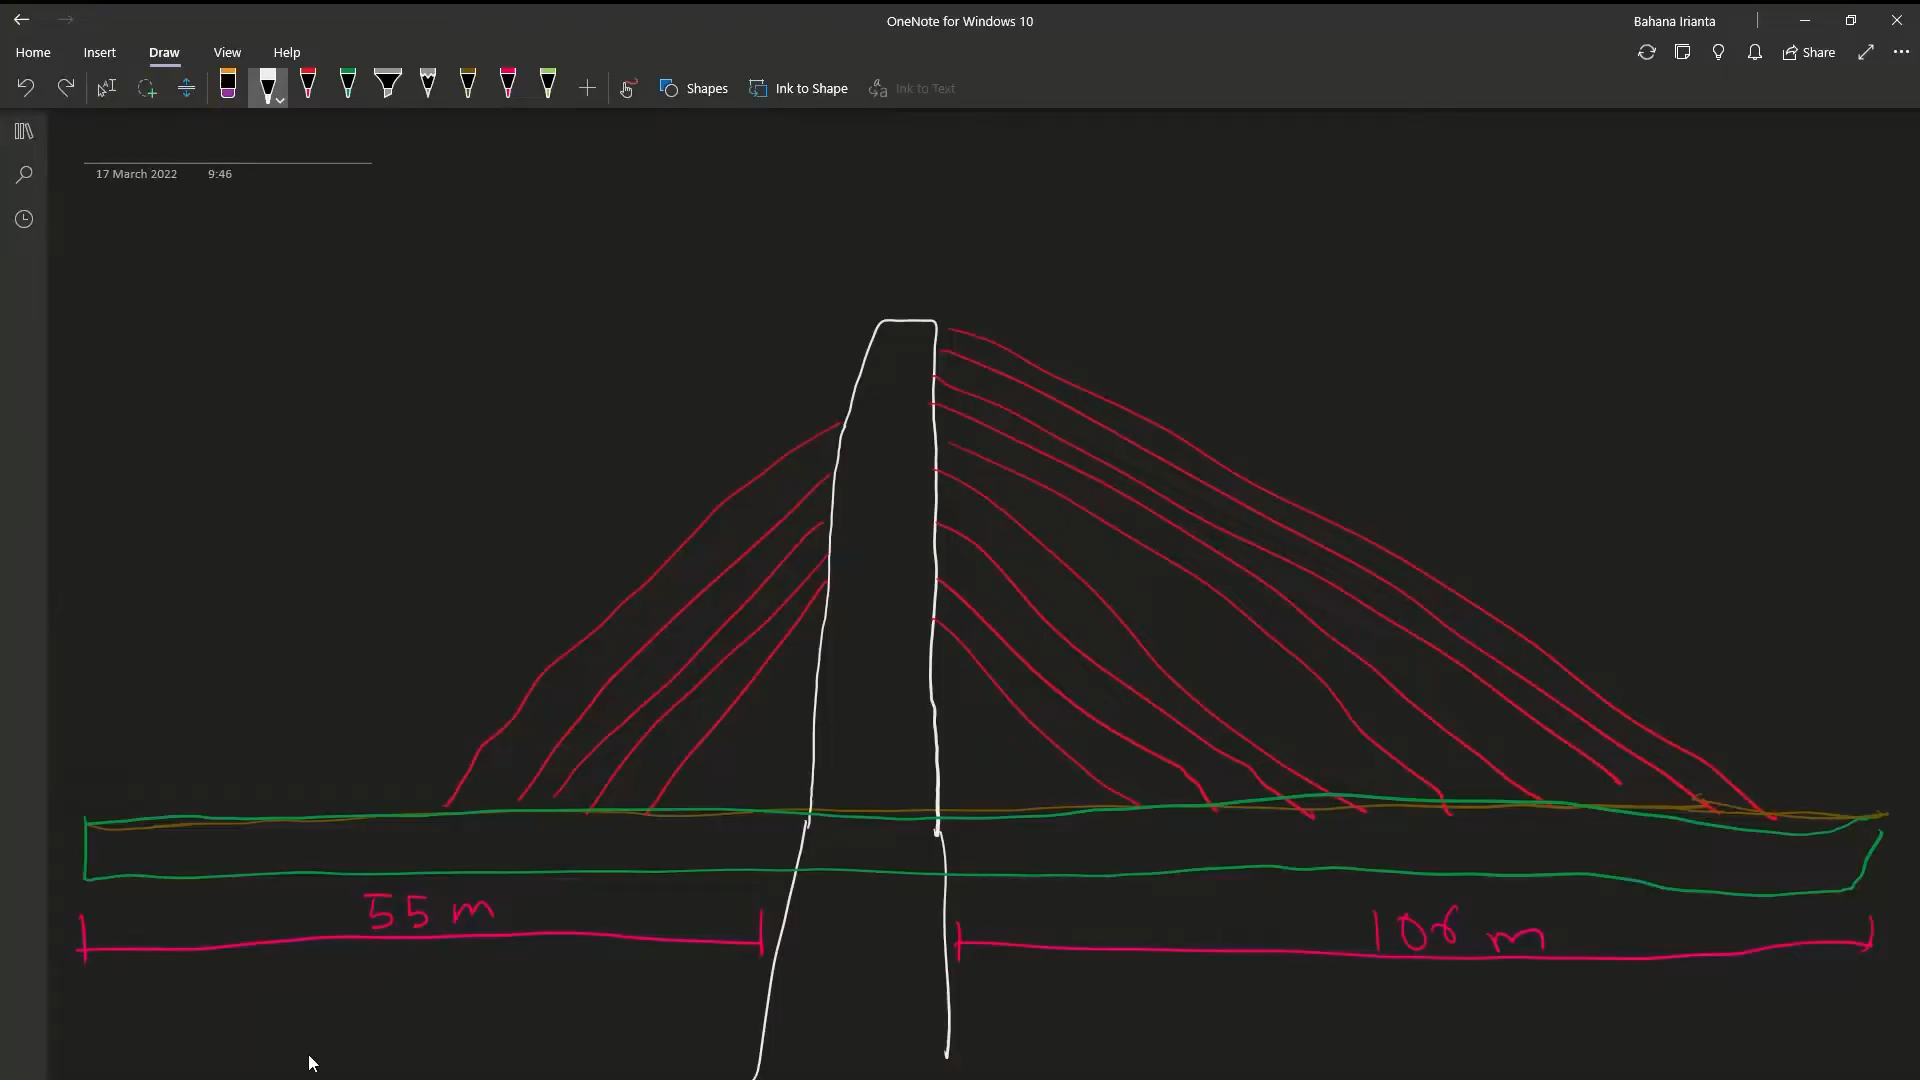 OneNote for Windows 10
Bahana Irianta
Home Insert Draw View Help
Share
Shapes
Ink to Shape
Ink to Text
17 March 2022 9:46
55 m
106 m